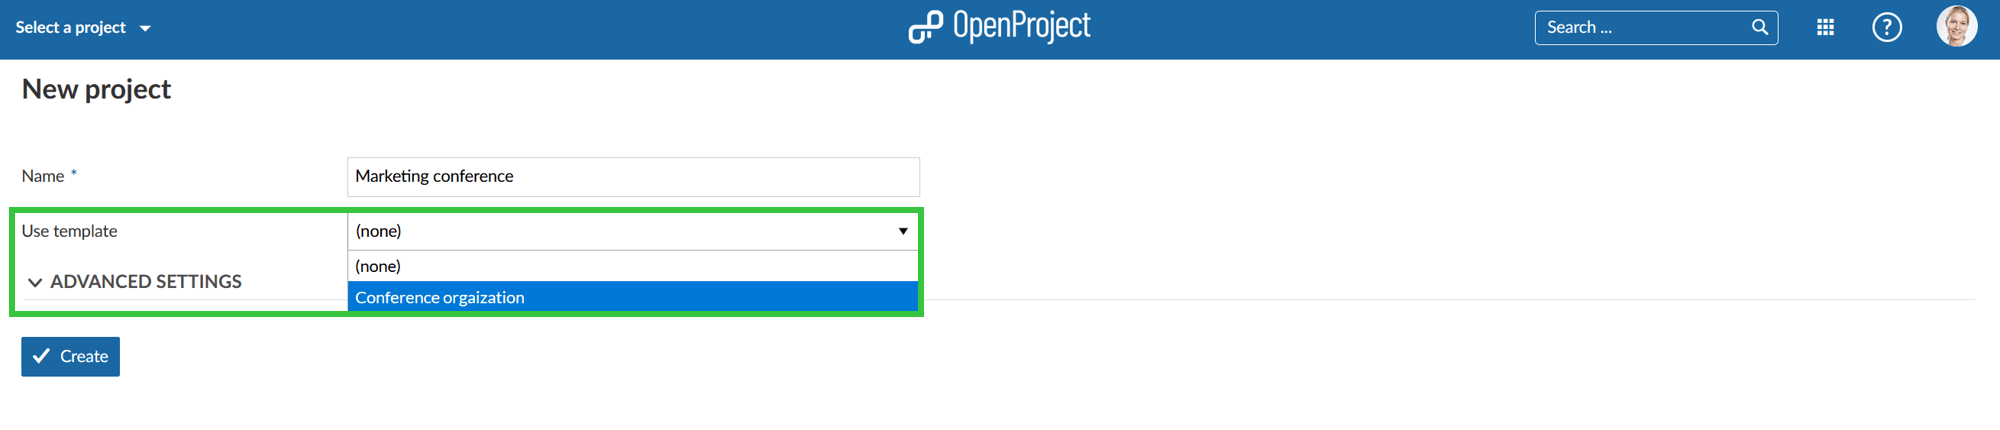 Select a project
OpenProject
Search ...
?
New project
Name *
Marketing conference
Use template
(none)
(none)
ADVANCED SETTINGS
Conference orgaization
Create